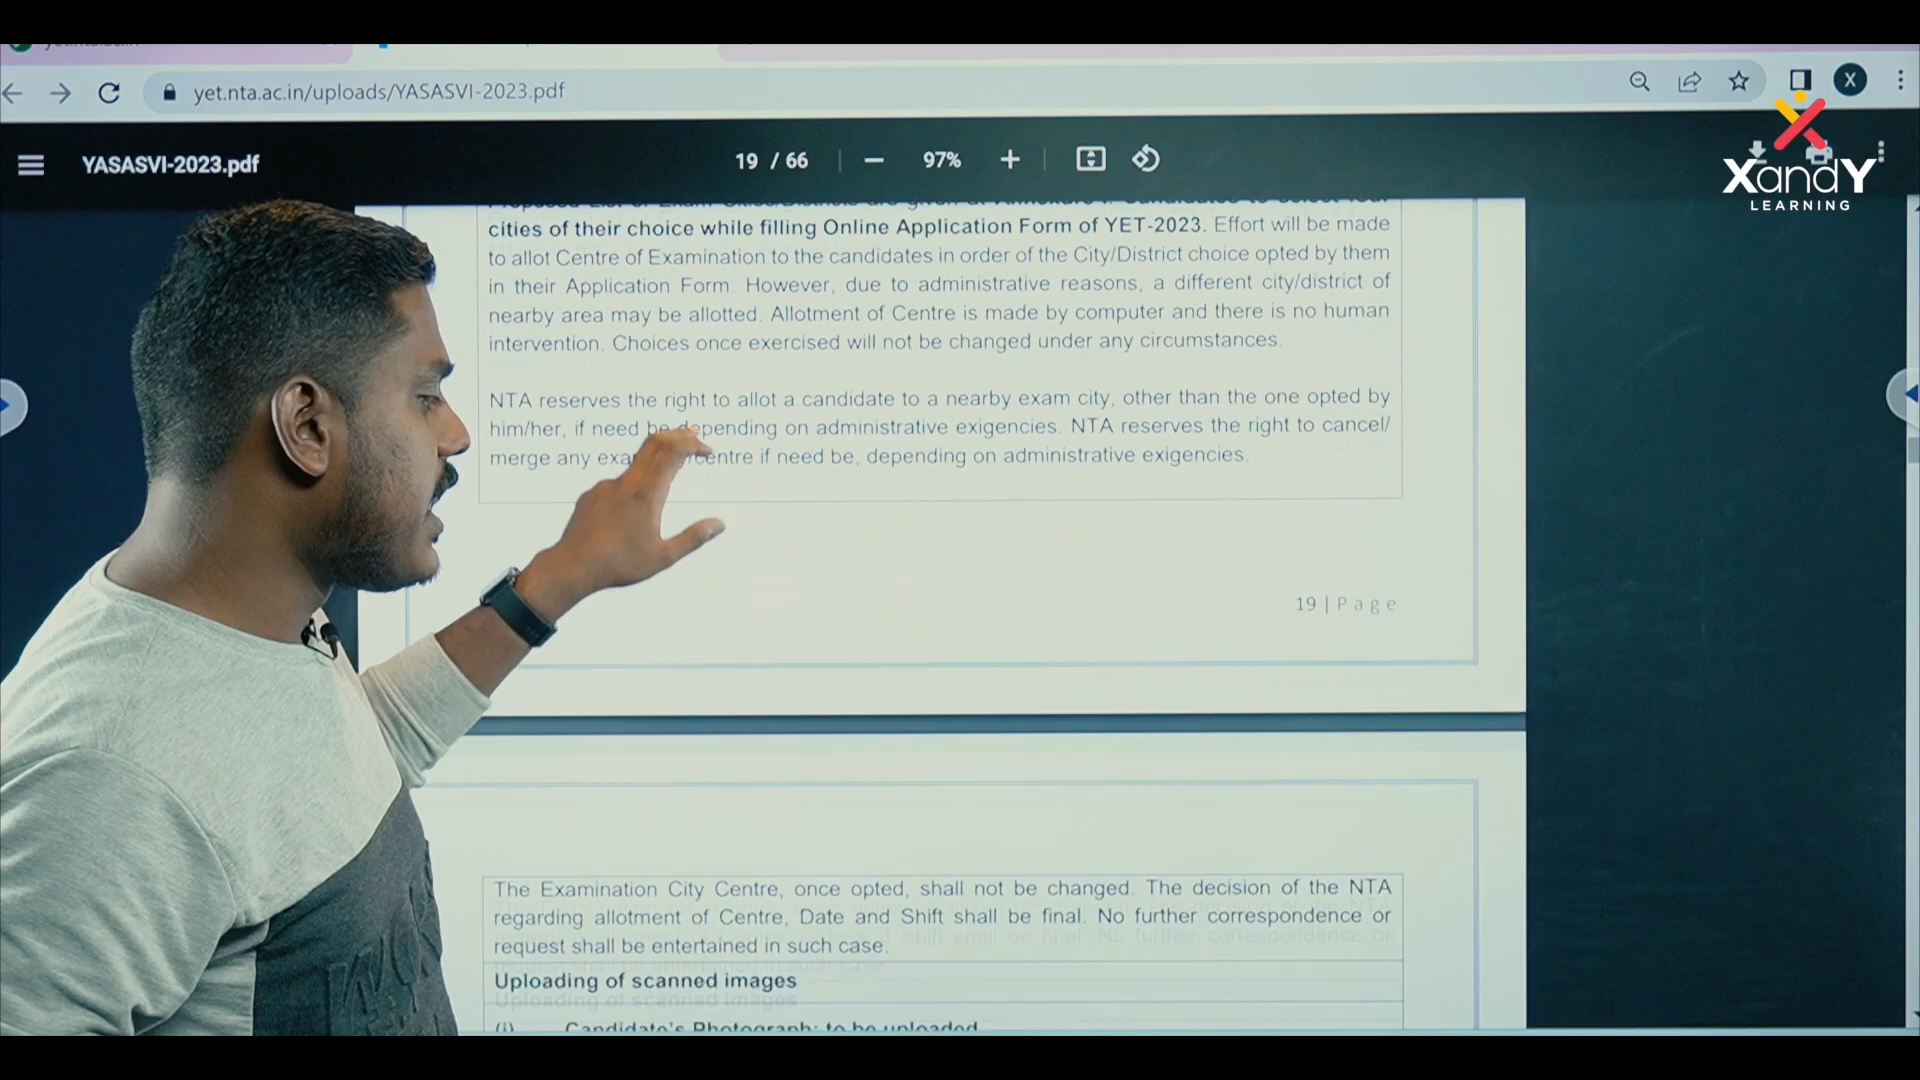 yet.nta.ac.in/uploads/YASASVI-2023.pdf
X
YASASVI-2023.pdf
19 / 66
97%
XandY
LEARNING
cities of their choice while filling Online Application Form of YET-2023. Effort will be made
to allot Centre of Examination to the candidates in order of the City/District choice opted by them
in their Application Form. However, due to administrative reasons, a different city/district of
nearby area may be allotted. Allotment of Centre is made by computer and there is no human
intervention. Choices once exercised will not be changed under any circumstances.
NTA reserves the right to allot a candidate to a nearby exam city, other than the one opted by
him/her, if need be depending on administrative exigencies. NTA reserves the right to cancel/
merge any centre if need be, depending on administrative exigencies.
19 | Page
The Examination City Centre, once opted, shall not be changed. The decision of the NTA
regarding allotment of Centre, Date and Shift shall be final. No further correspondence or
request shall be entertained in such case.
Uploading of scanned images
(i) Candidate's Photograph: to be uploaded